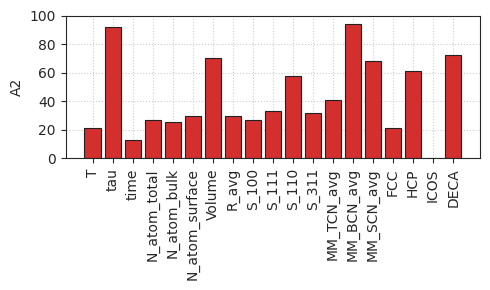 100
80
60
40
20
0
A2
T
tau
time
N_atom_total
N_atom_bulk
N_atom_surface
Volume
R_avg
S_100
S_111
S_110
S_311
MM_TCN_avg
MM_BCN_avg
MM_SCN_avg
FCC
HCP
ICOS
DECA